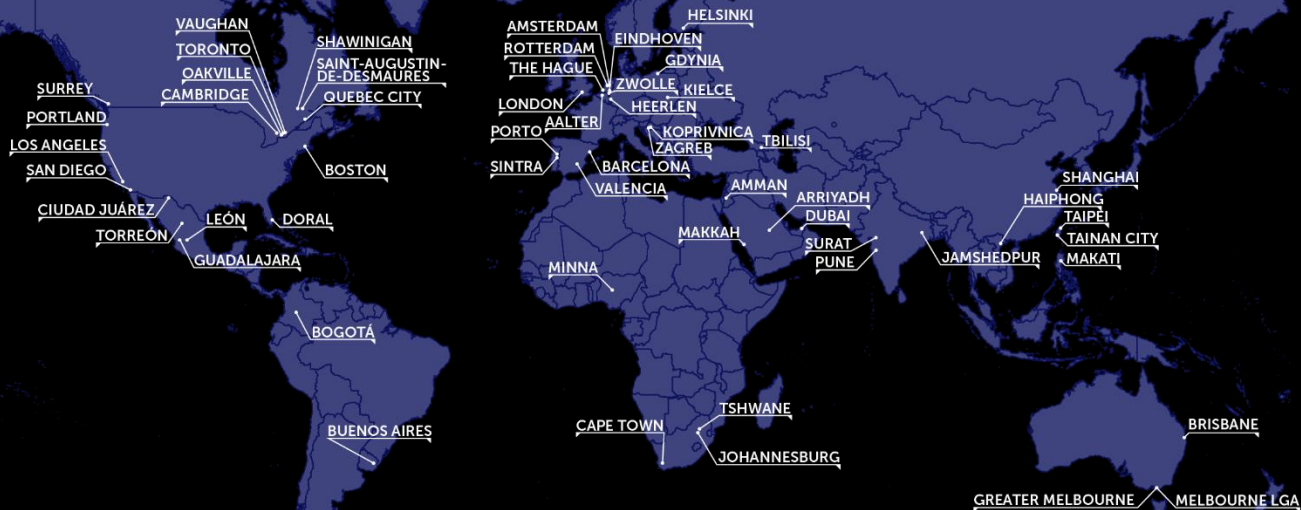 VAUGHAN
TORONTO
OAKVILLE
CAMBRIDGE
SHAWINIGAN
SAINT-AUGUSTIN-
DE-DESMAURES
QUEBEC CITY
SURREY
PORTLAND
LOS ANGELES
SAN DIEGO
CIUDAD JUÁREZ
TORREÓN
LEÓN
GUADALAJARA
DORAL
BOSTON
BOGOTÁ
BUENOS AIRES
AMSTERDAM
ROTTERDAM
THE HAGUE
LONDON
AALTER
PORTO
SINTRA
HELSINKI
EINDHOVEN
GDYNIA
ZWOLLE
KIELCE
HEERLEN
KOPRIVNICA
ZAGREB
BARCELONA
VALENCIA
TBILISI
AMMAN
ARRIYADH
DUBAI
MAKKAH
MINNA
SURAT
PUNE
JAMSHEDPUR
SHANGHAI
HAIPHONG
TAIPEI
TAINAN CITY
MAKATI
CAPE TOWN
TSHWANE
JOHANNESBURG
BRISBANE
GREATER MELBOURNE
MELBOURNE LGA